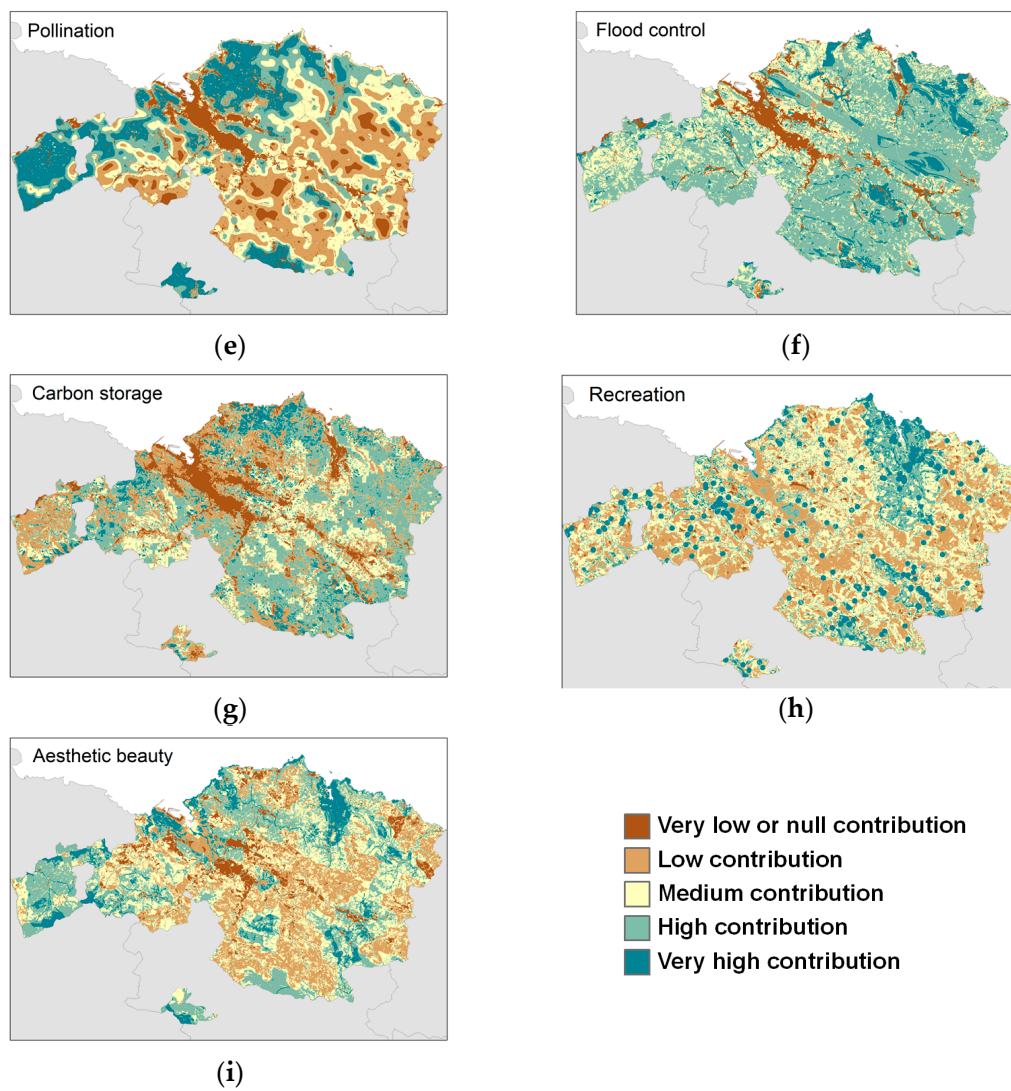 Pollination
Flood control
(e)
(f)
Carbon storage
Recreation
(g)
(h)
Aesthetic beauty
Very low or null contribution
Low contribution
Medium contribution
High contribution
Very high contribution
(i)